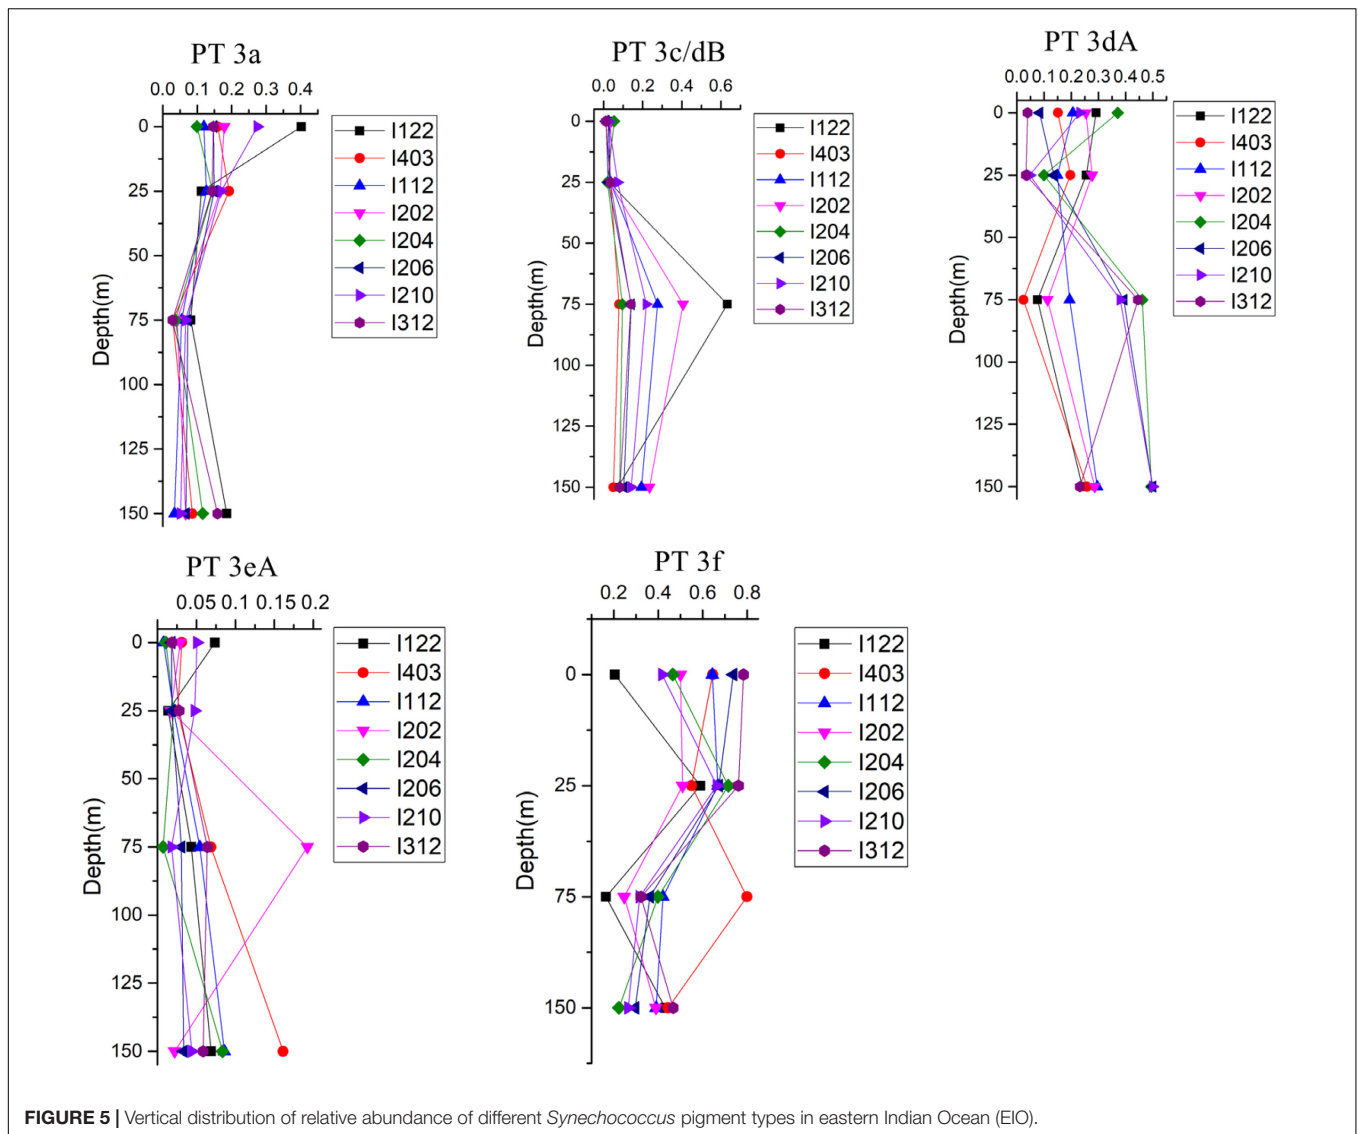 PT 3a
0.0 0.1 0.2 0.3 0.4
0
25
50
75
100
125
150
Depth(m)
I122
I403
I112
I202
I204
I206
I210
I312
PT 3c/dB
0.0 0.2 0.4 0.6
0
25
50
75
100
125
150
Depth(m)
I122
I403
I112
I202
I204
I206
I210
I312
PT 3dA
0.0 0.1 0.2 0.3 0.4 0.5
0
25
50
75
100
125
150
Depth(m)
I122
I403
I112
I202
I204
I206
I210
I312
PT 3eA
0.05 0.1 0.15 0.2
0
25
50
75
100
125
150
Depth(m)
I122
I403
I112
I202
I204
I206
I210
I312
PT 3f
0.2 0.4 0.6 0.8
0
25
75
150
Depth(m)
I122
I403
I112
I202
I204
I206
I210
I312
FIGURE 5 | Vertical distribution of relative abundance of different Synechococcus pigment types in eastern Indian Ocean (EIO).